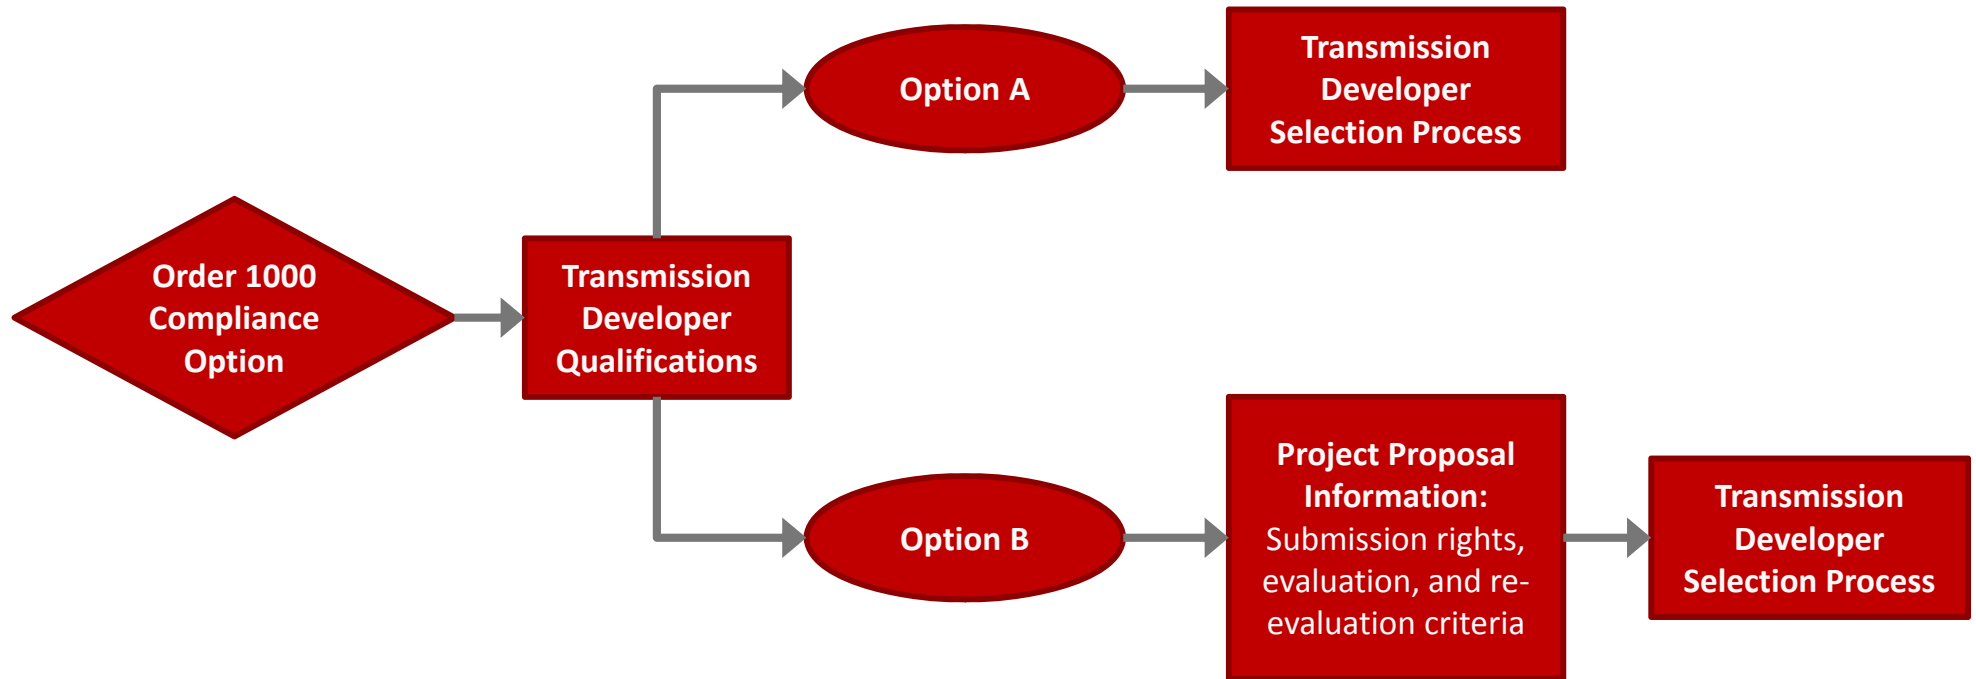 Order 1000
Compliance
Option
Transmission
Developer
Qualifications
Option A
Transmission
Developer
Selection Process
Option B
Project Proposal
Information:
Submission rights,
evaluation, and re-
evaluation criteria
Transmission
Developer
Selection Process